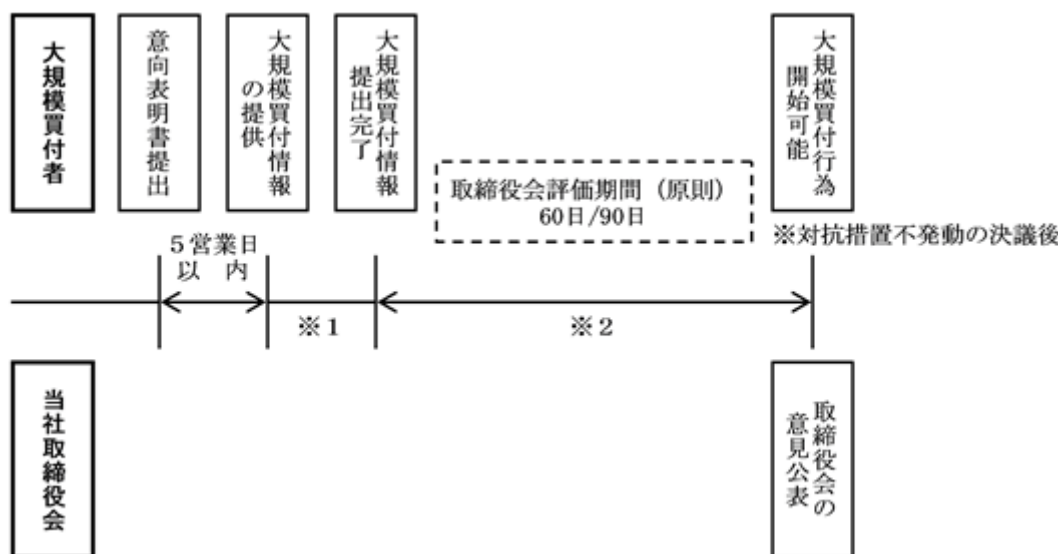 大規模買付者
意向表明書提出
大規模買付情報
の提供
大規模買付情報
提出完了
大規模買付行為
開始可能
取締役会評価期間（原則）
60日/90日
※対抗措置不発動の決議後
５営業日
以　内
※１
※２
当社取締役会
取締役会の
意見公表